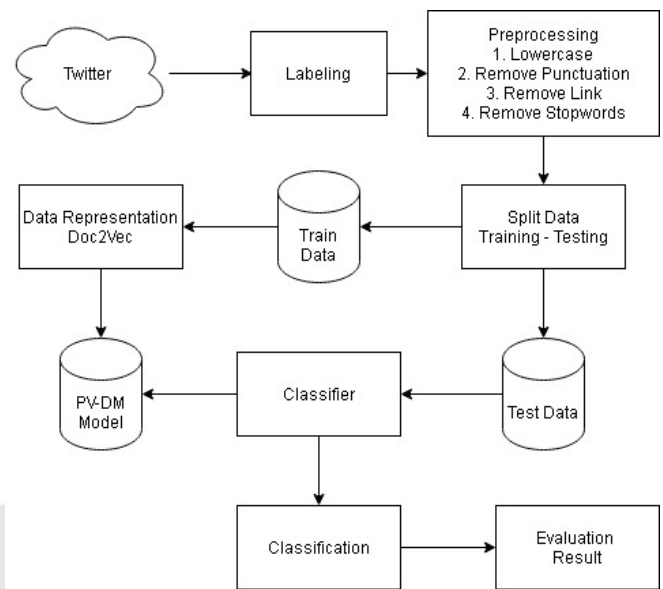 Twitter
Labeling
Preprocessing
1. Lowercase
2. Remove Punctuation
3. Remove Link
4. Remove Stopwords
Data Representation
Doc2Vec
Train
Data
Split Data
Training - Testing
PV-DM
Model
Classifier
Test Data
Classification
Evaluation
Result